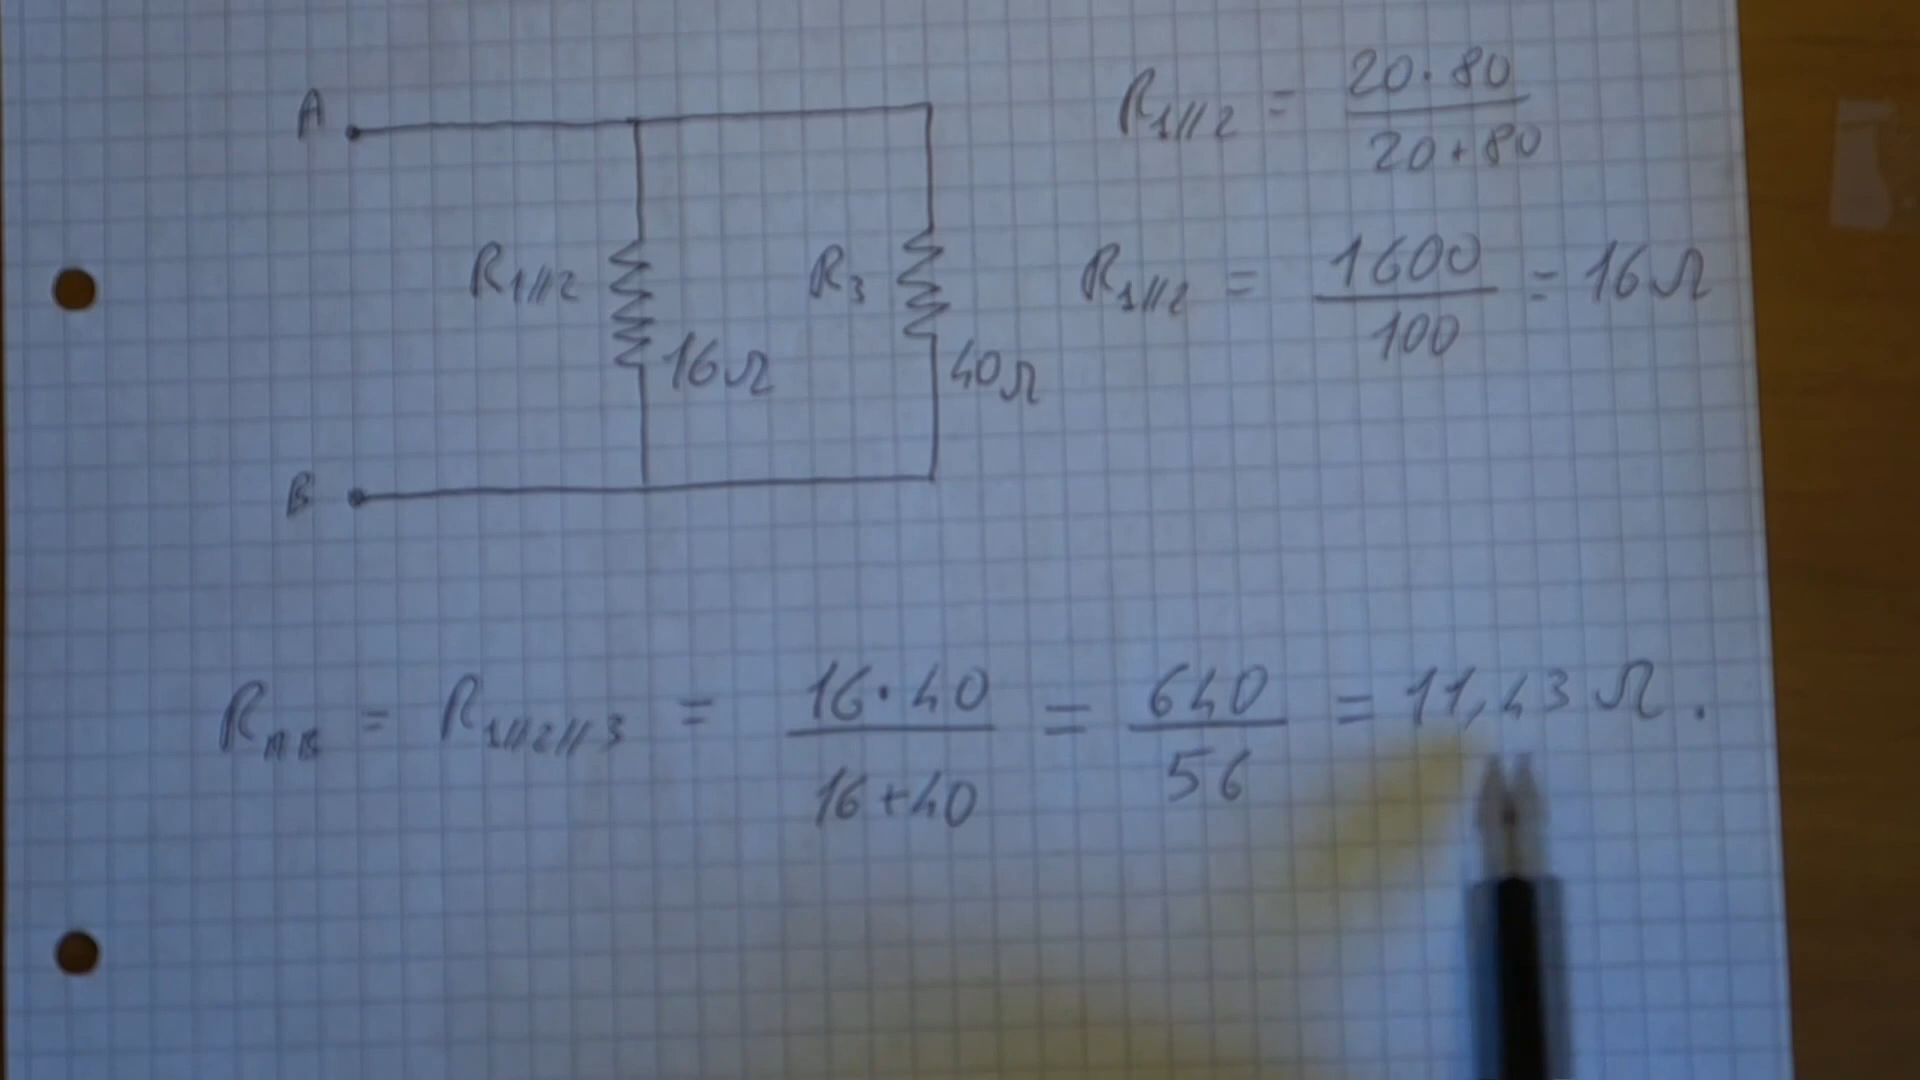 A
R1//2 = 20·80 / 20+80
R1//2
16Ω
R3
40Ω
R1//2 = 1600 / 100 = 16Ω
B
RAB = R1//2//3 = 16·40 / 16+40 = 640 / 56 = 11,43 Ω.